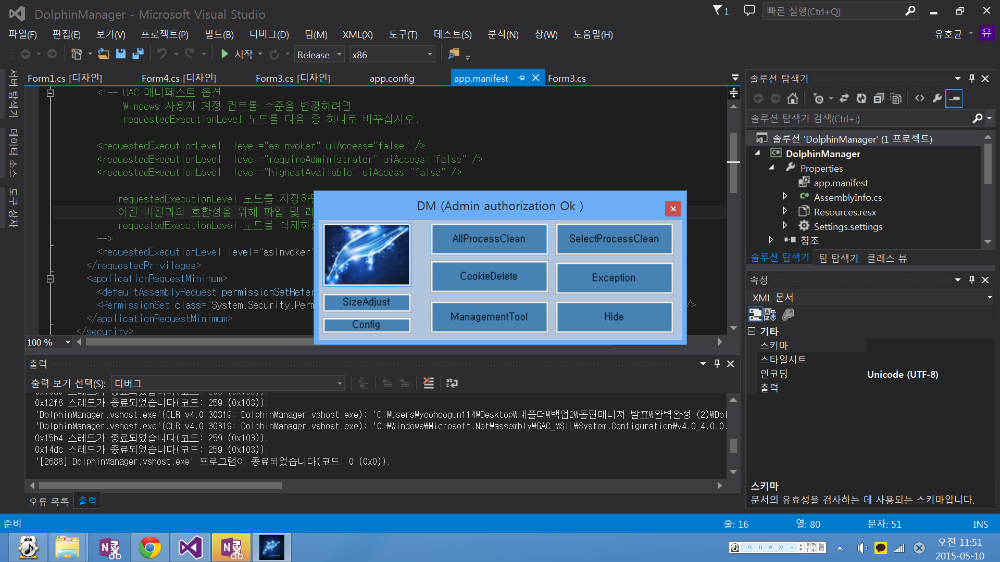 DolphinManager - Microsoft Visual Studio
1
빠른 실행(Ctrl+Q)
파일(F) 편집(E) 보기(V) 프로젝트(P) 빌드(B) 디버그(D) 팀(M) XML(X) 도구(T) 테스트(S) 분석(N) 창(W) 도움말(H)
유호균 유
시작 Release x86
서버 탐색기
데이터 소스
도구 상자
Form1.cs [디자인] Form4.cs [디자인] Form3.cs [디자인] app.config app.manifest Form3.cs
<!-- UAC 매니페스트 옵션
Windows 사용자 계정 컨트롤 수준을 변경하려면
requestedExecutionLevel 노드를 다음 중 하나로 바꾸십시오.
<requestedExecutionLevel  level="asInvoker" uiAccess="false" />
<requestedExecutionLevel  level="requireAdministrator" uiAccess="false" />
<requestedExecutionLevel  level="highestAvailable" uiAccess="false" />
requestedExecutionLevel 노드를 지정하면
이전 버전과의 호환성을 위해 파일 및 레
requestedExecutionLevel 노드를 삭제하십
-->
<requestedExecutionLevel level="asInvoker"
</requestedPrivileges>
<applicationRequestMinimum>
<defaultAssemblyRequest permissionSetRefer
<PermissionSet class="System.Security.Perm
/>
</applicationRequestMinimum>
</security>
100 %
DM (Admin authorization Ok )
AllProcessClean SelectProcessClean
CookieDelete Exception
SizeAdjust
ManagementTool Hide
Config
출력
출력 보기 선택(S): 디버그
0x12f8 스레드가 종료되었습니다(코드: 259 (0x103)).
'DolphinManager.vshost.exe'(CLR v4.0.30319: DolphinManager.vshost.exe): 'C:\Users\yoohoogun114\Desktop\내폴더\백업2\돌핀매니져 발표\완벽완성 (2)\Dol
'DolphinManager.vshost.exe'(CLR v4.0.30319: DolphinManager.vshost.exe): 'C:\Windows\Microsoft.Net\assembly\GAC_MSIL\System.Configuration\v4.0_4.0.0.
0x15b4 스레드가 종료되었습니다(코드: 259 (0x103)).
0x14dc 스레드가 종료되었습니다(코드: 259 (0x103)).
'[2688] DolphinManager.vshost.exe' 프로그램이 종료되었습니다(코드: 0 (0x0)).
오류 목록 출력
솔루션 탐색기
솔루션 탐색기 검색(Ctrl+;)
솔루션 'DolphinManager' (1 프로젝트)
DolphinManager
Properties
app.manifest
AssemblyInfo.cs
Resources.resx
Settings.settings
참조
솔루션 탐색기 팀 탐색기 클래스 뷰
속성
XML 문서
기타
스키마
스타일시트
인코딩 Unicode (UTF-8)
출력
스키마
문서의 유효성을 검사하는 데 사용되는 스키마입니다.
준비 줄: 16 열: 80 문자: 51 INS
오전 11:51
2015-05-10